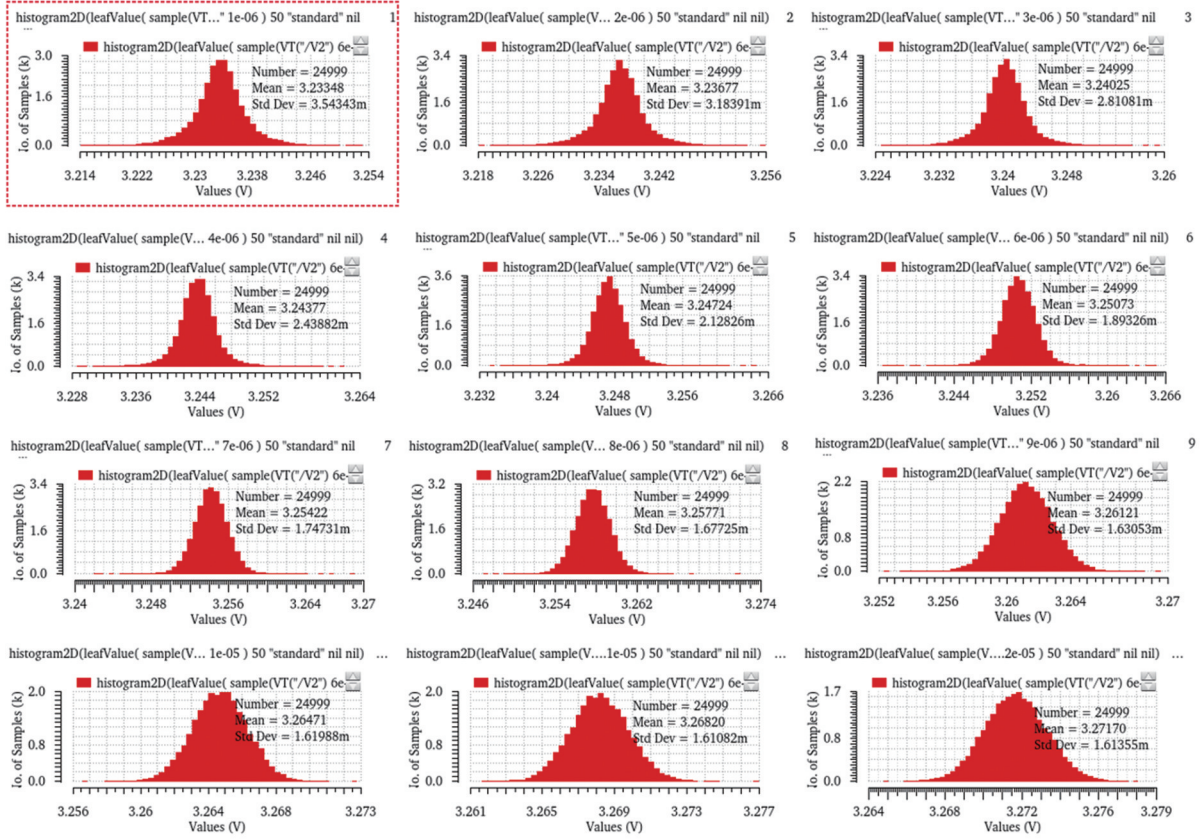 histogram2D(leafValue( sample(VT..." 1e-06 ) 50 "standard" nil 1
...
histogram2D(leafValue( sample(VT("/V2") 6e-
3.0
1.6
0.0
No. of Samples (k)
Number = 24999
Mean = 3.23348
Std Dev = 3.54343m
3.214 3.222 3.23 3.238 3.246 3.254
Values (V)
histogram2D(leafValue( sample(V... 2e-06 ) 50 "standard" nil nil) 2
histogram2D(leafValue( sample(VT("/V2") 6e-
3.4
1.6
0.0
No. of Samples (k)
Number = 24999
Mean = 3.23677
Std Dev = 3.18391m
3.218 3.226 3.234 3.242 3.256
Values (V)
histogram2D(leafValue( sample(VT..." 3e-06 ) 50 "standard" nil 3
...
histogram2D(leafValue( sample(VT("/V2") 6e-
3.4
1.6
0.0
No. of Samples (k)
Number = 24999
Mean = 3.24025
Std Dev = 2.81081m
3.224 3.232 3.24 3.248 3.26
Values (V)
histogram2D(leafValue( sample(V... 4e-06 ) 50 "standard" nil nil) 4
histogram2D(leafValue( sample(VT("/V2") 6e-
3.4
1.6
0.0
No. of Samples (k)
Number = 24999
Mean = 3.24377
Std Dev = 2.43882m
3.228 3.236 3.244 3.252 3.264
Values (V)
histogram2D(leafValue( sample(VT..." 5e-06 ) 50 "standard" nil 5
...
histogram2D(leafValue( sample(VT("/V2") 6e-
3.6
1.6
0.0
No. of Samples (k)
Number = 24999
Mean = 3.24724
Std Dev = 2.12826m
3.232 3.24 3.248 3.256 3.266
Values (V)
histogram2D(leafValue( sample(V... 6e-06 ) 50 "standard" nil nil) 6
histogram2D(leafValue( sample(VT("/V2") 6e-
3.4
1.6
0.0
No. of Samples (k)
Number = 24999
Mean = 3.25073
Std Dev = 1.89326m
3.236 3.244 3.252 3.26 3.266
Values (V)
histogram2D(leafValue( sample(VT..." 7e-06 ) 50 "standard" nil 7
...
histogram2D(leafValue( sample(VT("/V2") 6e-
3.4
1.6
0.0
No. of Samples (k)
Number = 24999
Mean = 3.25422
Std Dev = 1.74731m
3.24 3.248 3.256 3.264 3.27
Values (V)
histogram2D(leafValue( sample(V... 8e-06 ) 50 "standard" nil nil) 8
histogram2D(leafValue( sample(VT("/V2") 6e-
3.2
1.6
0.0
No. of Samples (k)
Number = 24999
Mean = 3.25771
Std Dev = 1.67725m
3.246 3.254 3.262 3.274
Values (V)
histogram2D(leafValue( sample(VT..." 9e-06 ) 50 "standard" nil 9
...
histogram2D(leafValue( sample(VT("/V2") 6e-
2.2
0.8
0.0
No. of Samples (k)
Number = 24999
Mean = 3.26121
Std Dev = 1.63053m
3.252 3.256 3.26 3.264 3.27
Values (V)
histogram2D(leafValue( sample(V... 1e-05 ) 50 "standard" nil nil) ...
histogram2D(leafValue( sample(VT("/V2") 6e-
2.0
0.8
0.0
No. of Samples (k)
Number = 24999
Mean = 3.26471
Std Dev = 1.61988m
3.256 3.26 3.264 3.268 3.273
Values (V)
histogram2D(leafValue( sample(V....1e-05 ) 50 "standard" nil nil) ...
histogram2D(leafValue( sample(VT("/V2") 6e-
2.0
0.8
0.0
No. of Samples (k)
Number = 24999
Mean = 3.26820
Std Dev = 1.61082m
3.261 3.265 3.269 3.273 3.277
Values (V)
histogram2D(leafValue( sample(V....2e-05 ) 50 "standard" nil nil) ...
histogram2D(leafValue( sample(VT("/V2") 6e-
1.7
0.8
0.0
No. of Samples (k)
Number = 24999
Mean = 3.27170
Std Dev = 1.61355m
3.264 3.268 3.272 3.276 3.279
Values (V)